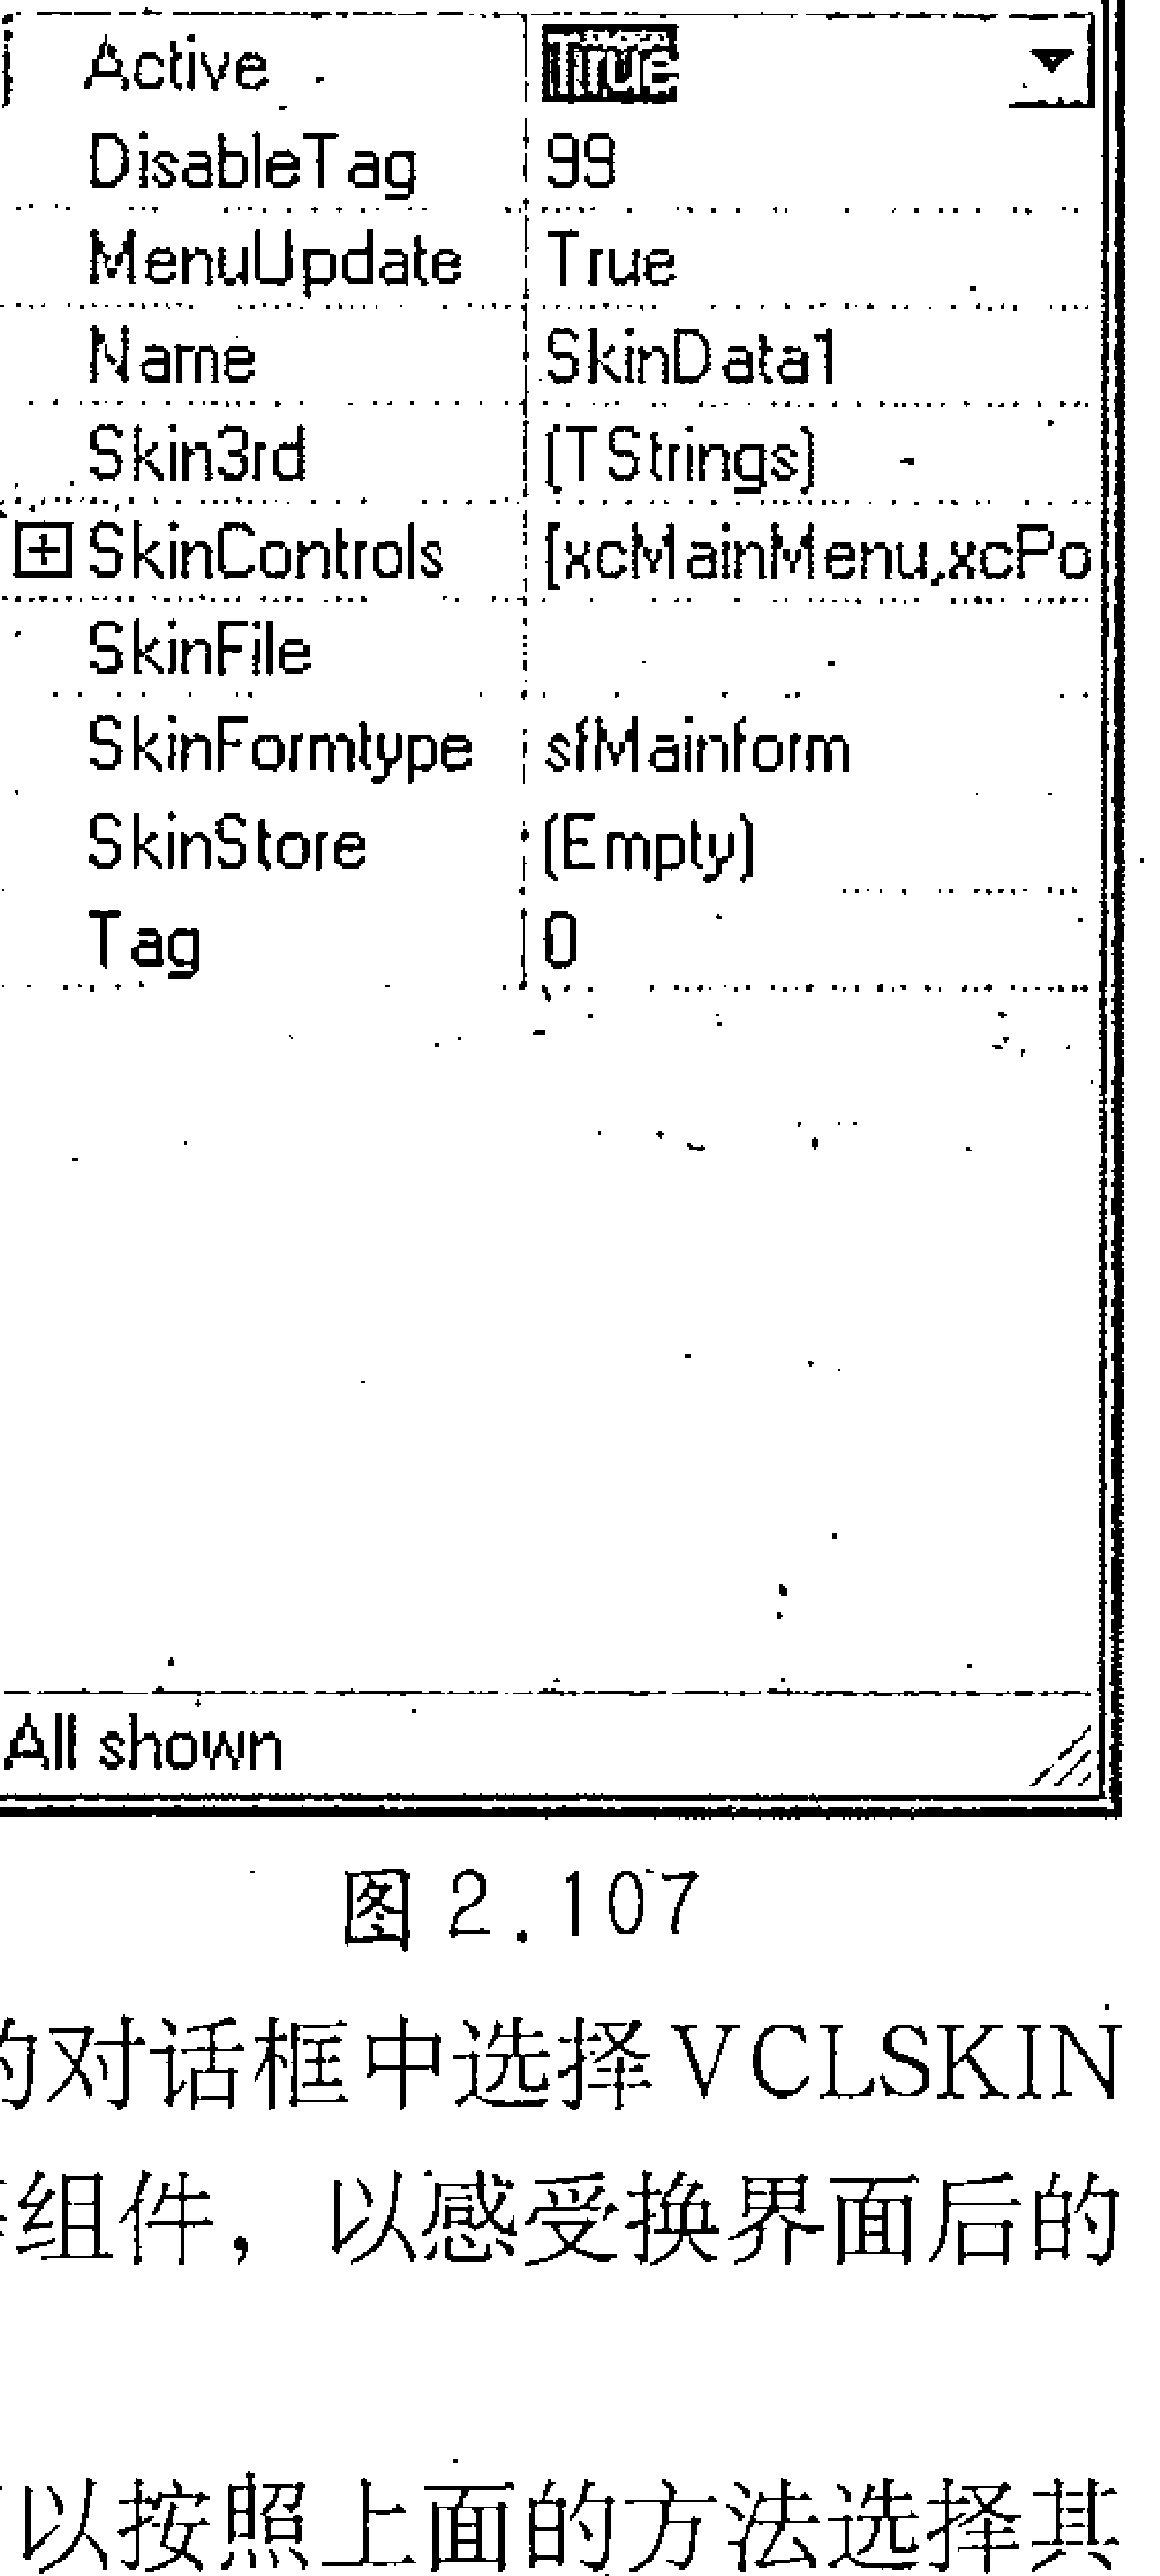 Active True
DisableTag 99
MenuUpdate True
Name SkinData1
Skin3rd (TStrings)
SkinControls [xcMainMenu,xcPo
SkinFile
SkinFormtype sfMainform
SkinStore (Empty)
Tag 0
All shown
图 2.107
的对话框中选择VCLSKIN
组件，以感受换界面后的
以按照上面的方法选择其